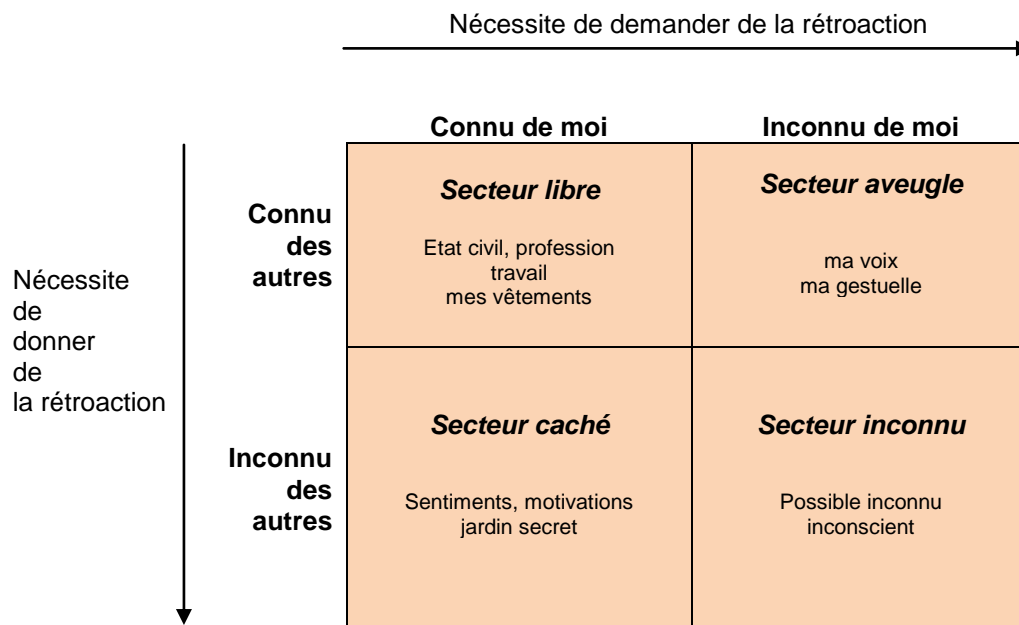 Nécessite de demander de la rétroaction
Connu de moi
Inconnu de moi
Nécessite
de
donner
de
la rétroaction
Connu
des
autres
Secteur libre
Etat civil, profession
travail
mes vêtements
Secteur aveugle
ma voix
ma gestuelle
Inconnu
des
autres
Secteur caché
Sentiments, motivations
jardin secret
Secteur inconnu
Possible inconnu
inconscient